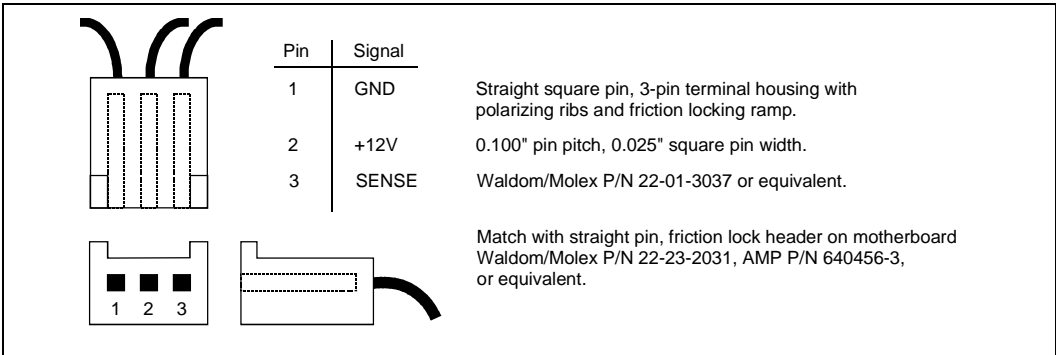 Pin Signal
1 GND Straight square pin, 3-pin terminal housing with
polarizing ribs and friction locking ramp.
2 +12V 0.100" pin pitch, 0.025" square pin width.
3 SENSE Waldom/Molex P/N 22-01-3037 or equivalent.
Match with straight pin, friction lock header on motherboard
Waldom/Molex P/N 22-23-2031, AMP P/N 640456-3,
or equivalent.
1 2 3